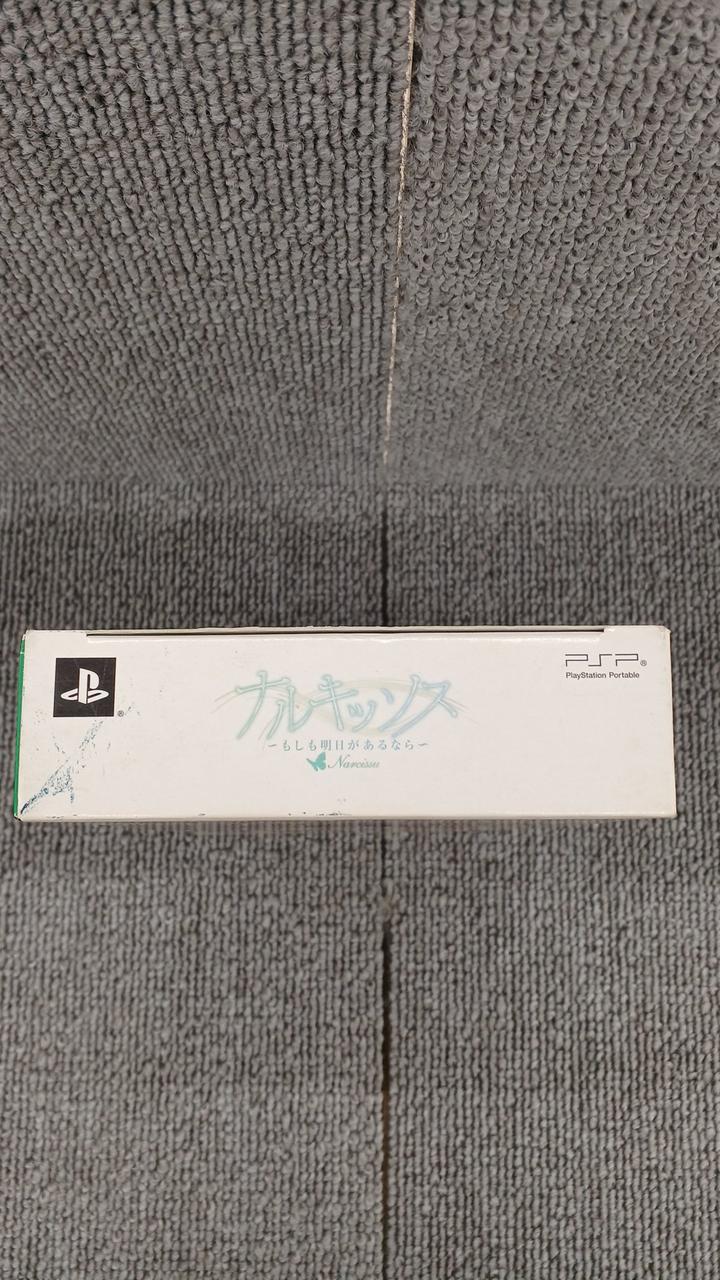 ナルキッソス
～もしも明日があるなら～
Narcissu
PSP®
PlayStation Portable
®